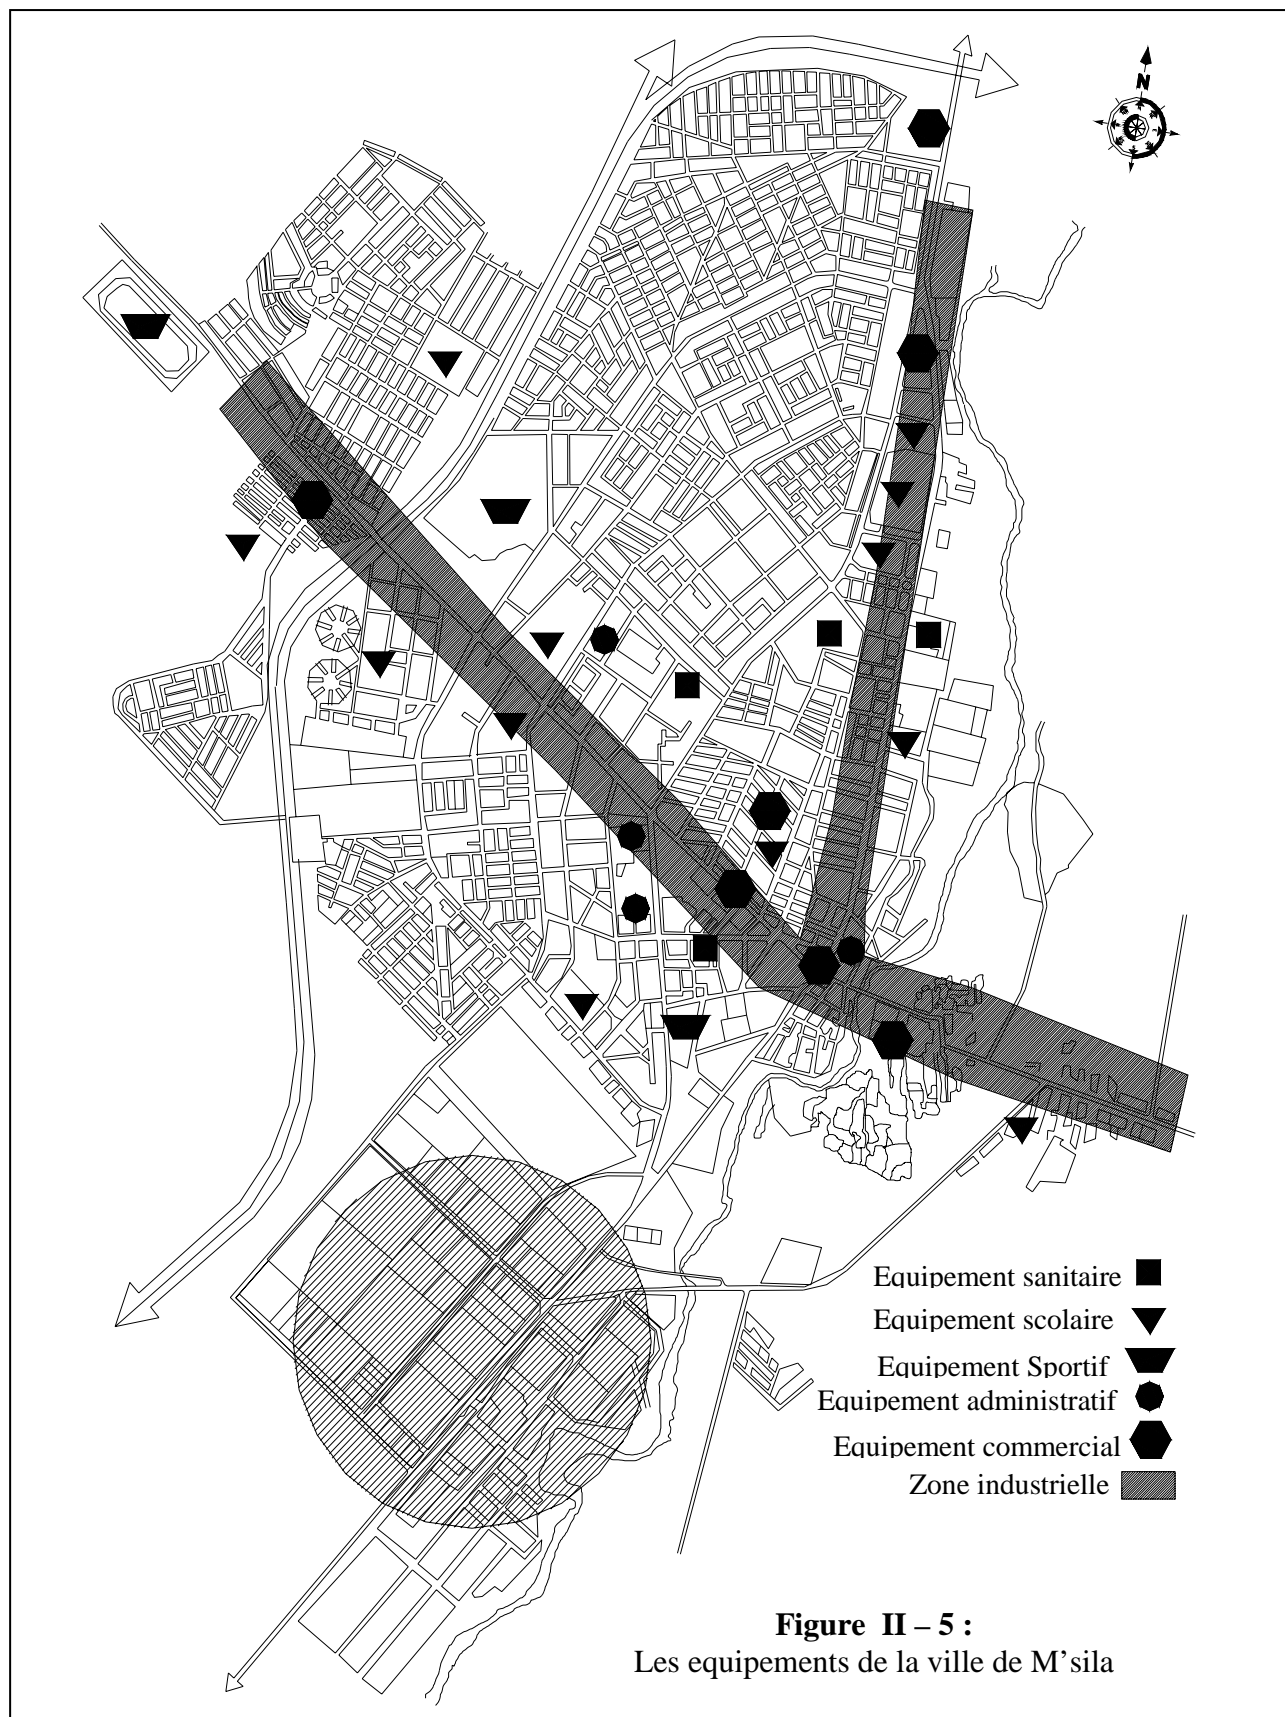 N
Equipement sanitaire
Equipement scolaire
Equipement Sportif
Equipement administratif
Equipement commercial
Zone industrielle
Figure II – 5 :
Les equipements de la ville de M’sila